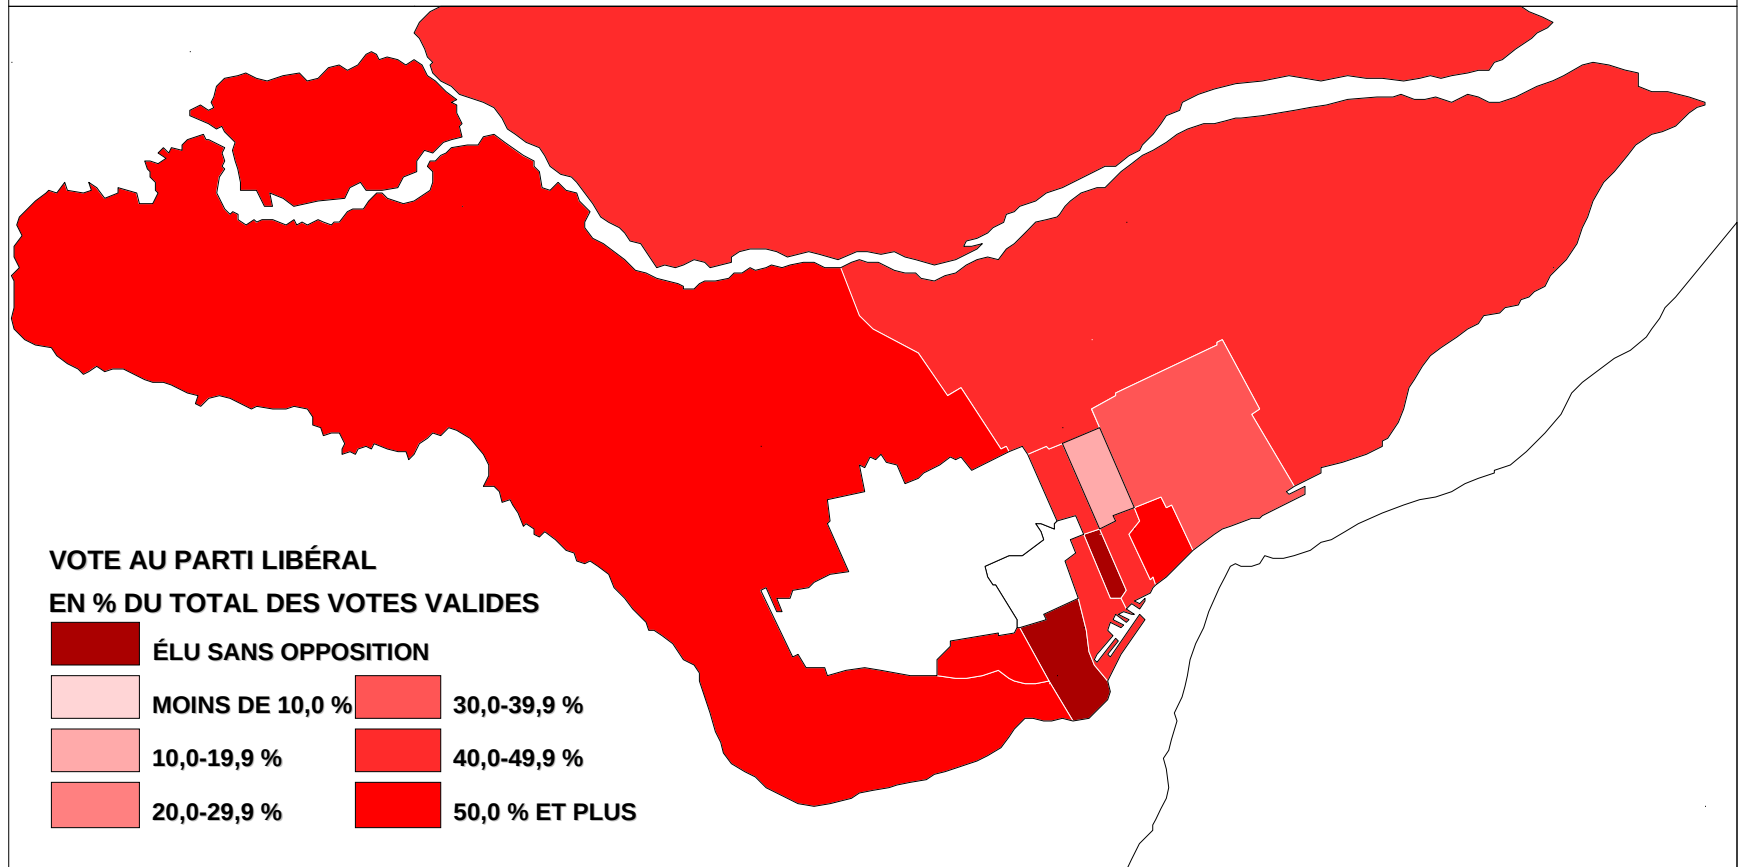 VOTE AU PARTI LIBÉRAL
EN % DU TOTAL DES VOTES VALIDES
ÉLU SANS OPPOSITION
MOINS DE 10,0 %
10,0-19,9 %
20,0-29,9 %
30,0-39,9 %
40,0-49,9 %
50,0 % ET PLUS